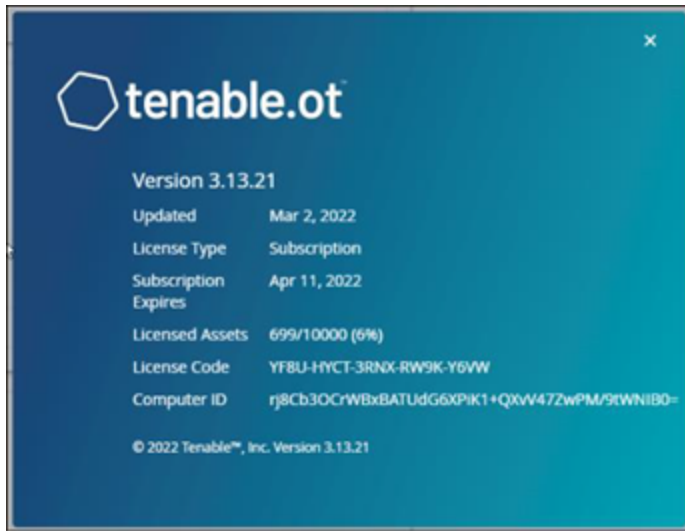 tenable.ot™
Version 3.13.21
Updated Mar 2, 2022
License Type Subscription
Subscription Expires Apr 11, 2022
Licensed Assets 699/10000 (6%)
License Code YF8U-HYCT-3RNX-RW9K-Y6VW
Computer ID rj8Cb3OCrWBxBATUdG6XPiK1+QXvV47ZwPM/9tWNIB0=
© 2022 Tenable™, Inc. Version 3.13.21